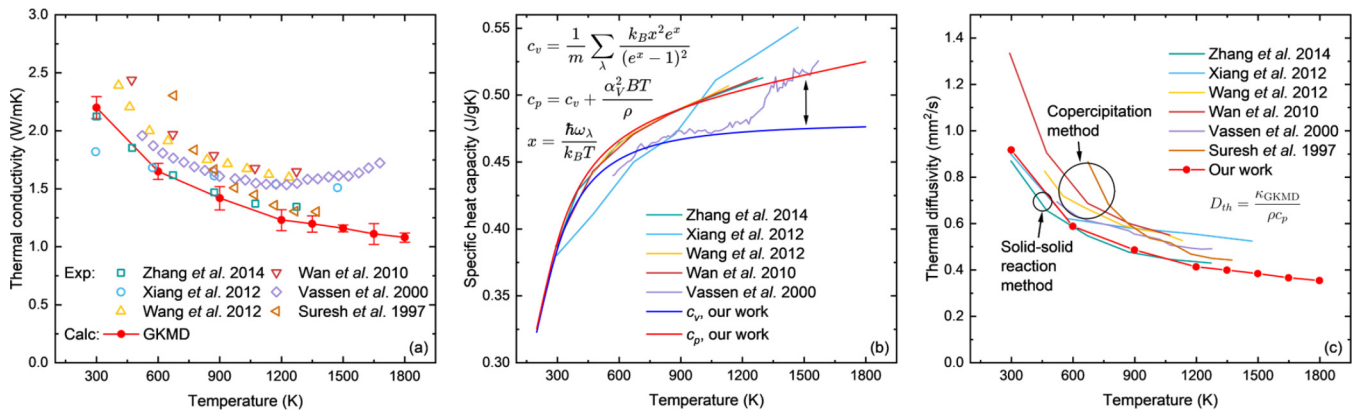 Thermal conductivity (W/mK)
3.0
2.5
2.0
1.5
1.0
0.5
0.0
Exp:
Zhang et al. 2014
Wan et al. 2010
Xiang et al. 2012
Vassen et al. 2000
Wang et al. 2012
Suresh et al. 1997
Calc:
GKMD
(a)
300 600 900 1200 1500 1800
Temperature (K)
Specific heat capacity (J/gK)
0.55
0.50
0.45
0.40
0.35
0.30
c_v = \frac{1}{m} \sum_{\lambda} \frac{k_B x^2 e^x}{(e^x - 1)^2}
c_p = c_v + \frac{\alpha_V^2 BT}{\rho}
x = \frac{\hbar\omega_\lambda}{k_B T}
Zhang et al. 2014
Xiang et al. 2012
Wang et al. 2012
Wan et al. 2010
Vassen et al. 2000
c_v, our work
c_p, our work
(b)
300 600 900 1200 1500 1800
Temperature (K)
Thermal diffusivity (mm²/s)
1.4
1.2
1.0
0.8
0.6
0.4
0.2
0.0
Zhang et al. 2014
Xiang et al. 2012
Wang et al. 2012
Wan et al. 2010
Vassen et al. 2000
Suresh et al. 1997
Our work
Copercipitation
method
D_{th} = \frac{\kappa_{GKMD}}{\rho c_p}
Solid-solid
reaction
method
(c)
300 600 900 1200 1500 1800
Temperature (K)